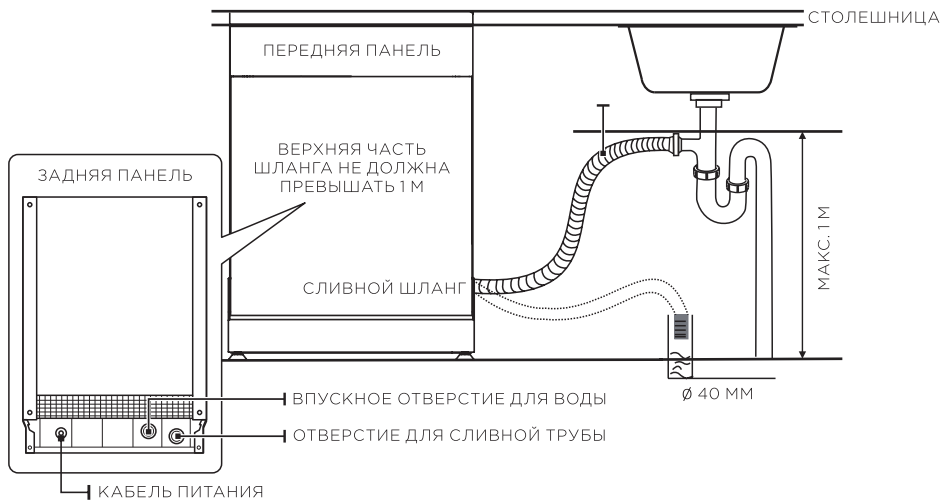 СТОЛЕШНИЦА
ПЕРЕДНЯЯ ПАНЕЛЬ
ВЕРХНЯЯ ЧАСТЬ
ШЛАНГА НЕ ДОЛЖНА
ПРЕВЫШАТЬ 1 М
ЗАДНЯЯ ПАНЕЛЬ
СЛИВНОЙ ШЛАНГ
МАКС. 1 М
Ø 40 ММ
ВПУСКНОЕ ОТВЕРСТИЕ ДЛЯ ВОДЫ
ОТВЕРСТИЕ ДЛЯ СЛИВНОЙ ТРУБЫ
КАБЕЛЬ ПИТАНИЯ